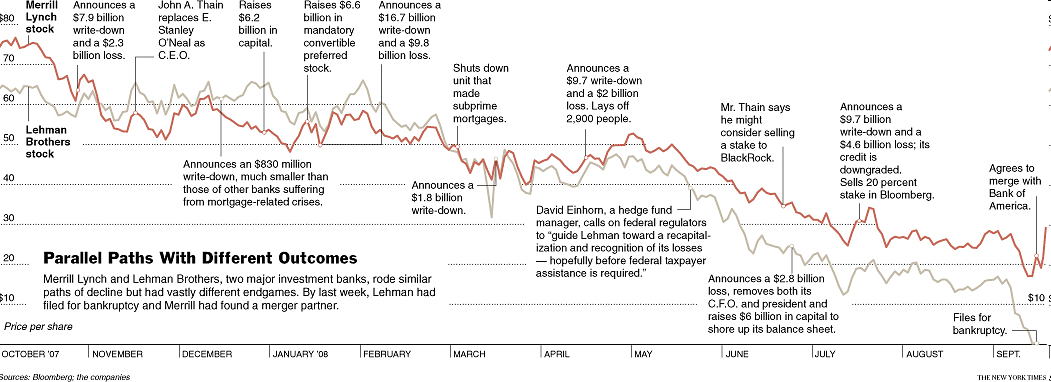 Merrill
Lynch
stock
Announces a
$7.9 billion
write-down
and a $2.3
billion loss.
John A. Thain
replaces E.
Stanley
O'Neal as
C.E.O.
Raises
$6.2
billion in
capital.
Raises $6.6
billion in
mandatory
convertible
preferred
stock.
Announces a
$16.7 billion
write-down
and a $9.8
billion loss.
Shuts down
unit that
made
subprime
mortgages.
Announces a
$9.7 write-down
and a $2 billion
loss. Lays off
2,900 people.
Mr. Thain says
he might
consider selling
a stake to
BlackRock.
Announces a
$9.7 billion
write-down and a
$4.6 billion loss; its
credit is
downgraded.
Sells 20 percent
stake in Bloomberg.
Agrees to
merge with
Bank of
America.
$80
70
60
50
40
30
20
$10
Lehman
Brothers
stock
Announces an $830 million
write-down, much smaller than
those of other banks suffering
from mortgage-related crises.
Announces a
$1.8 billion
write-down.
David Einhorn, a hedge fund
manager, calls on federal regulators
to “guide Lehman toward a recapital-
ization and recognition of its losses
— hopefully before federal taxpayer
assistance is required.”
Announces a $2.8 billion
loss, removes both its
C.F.O. and president and
raises $6 billion in capital to
shore up its balance sheet.
Files for
bankruptcy.
$10
Parallel Paths With Different Outcomes
Merrill Lynch and Lehman Brothers, two major investment banks, rode similar
paths of decline but had vastly different endgames. By last week, Lehman had
filed for bankruptcy and Merrill had found a merger partner.
Price per share
OCTOBER '07 NOVEMBER DECEMBER JANUARY '08 FEBRUARY MARCH APRIL MAY JUNE JULY AUGUST SEPT.
Sources: Bloomberg; the companies
THE NEW YORK TIMES